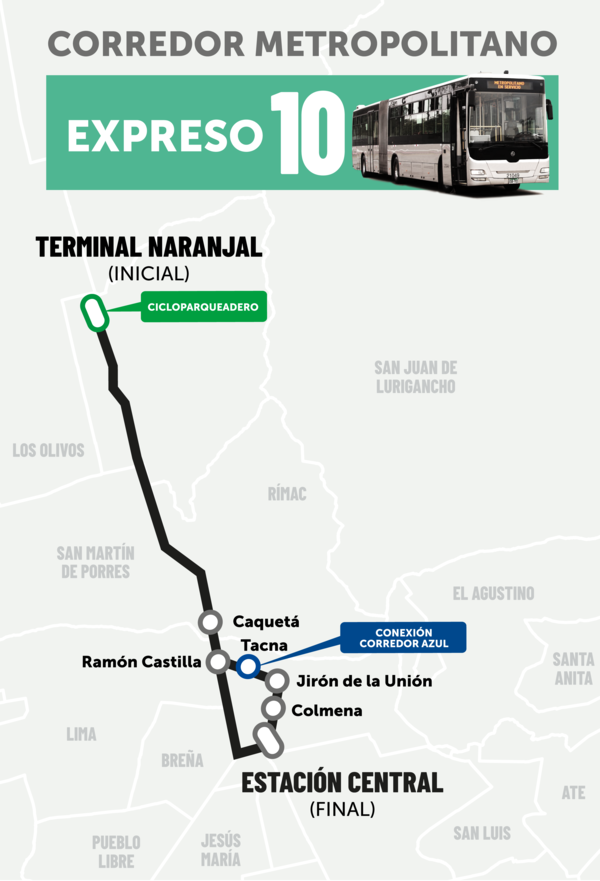 CORREDOR METROPOLITANO
EXPRESO 10
METROPOLITANO
EN SERVICIO
TERMINAL NARANJAL
(INICIAL)
CICLOPARQUEADERO
SAN JUAN DE
LURIGANCHO
LOS OLIVOS
RÍMAC
SAN MARTÍN
DE PORRES
EL AGUSTINO
Caquetá
Tacna
CONEXIÓN
CORREDOR AZUL
Ramón Castilla
Jirón de la Unión
SANTA
ANITA
Colmena
LIMA
BREÑA
ESTACIÓN CENTRAL
(FINAL)
ATE
PUEBLO
LIBRE
JESÚS
MARÍA
SAN LUIS